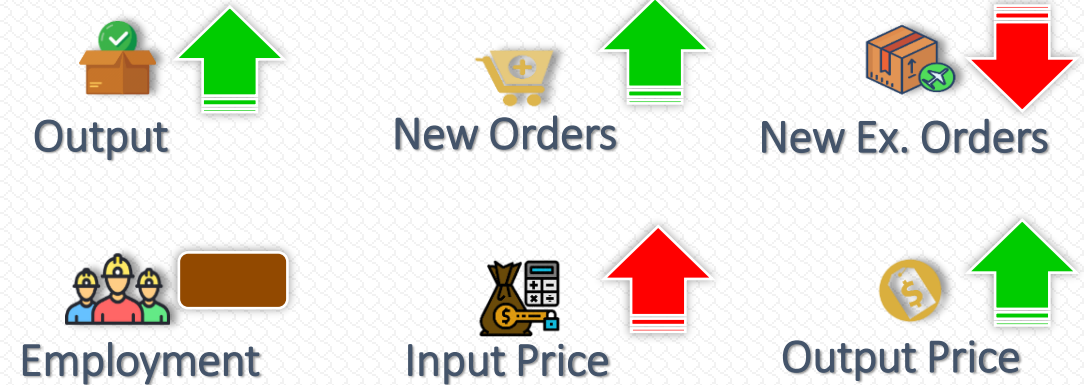 Output
New Orders
New Ex. Orders
Employment
Input Price
Output Price